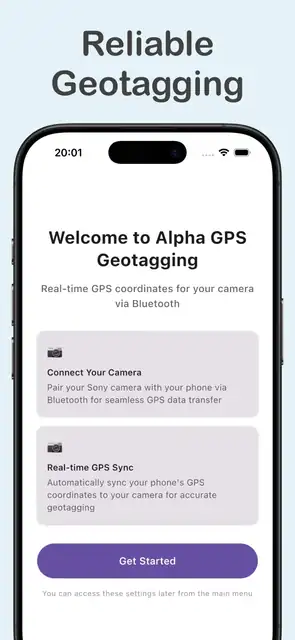 Reliable
Geotagging
20:01
Welcome to Alpha GPS
Geotagging
Real-time GPS coordinates for your camera
via Bluetooth
Connect Your Camera
Pair your Sony camera with your phone via
Bluetooth for seamless GPS data transfer
Real-time GPS Sync
Automatically sync your phone's GPS
coordinates to your camera for accurate
geotagging
Get Started
You can access these settings later from the main menu